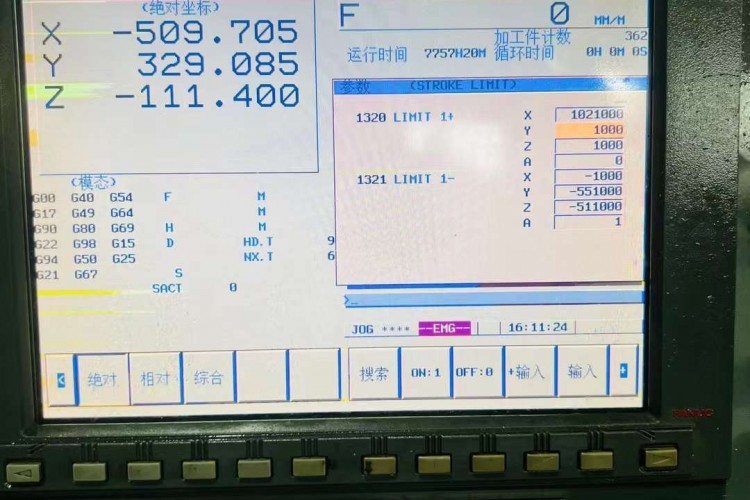 (绝对坐标)
X -509.705
Y 329.085
Z -111.400
F 0 MM/M
加工件计数 362
运行时间 7757H20M 循环时间 0H 0M 0S
参数 (STROKE LIMIT)
1320 LIMIT 1+ X 1021000
Y 1000
Z 1000
A 0
1321 LIMIT 1- X -1000
Y -551000
Z -511000
A 1
(模态)
G00 G40 G54 F M
G17 G49 G64 M
G90 G80 G69 H M
G22 G98 G15 D HD.T 9
G94 G50 G25 NX.T 6
G21 G67 S
SACT 0
>_
JOG **** --EMG-- 16:11:24
< 绝对 相对 综合 搜索 ON:1 OFF:0 +输入 输入 +
FANUC